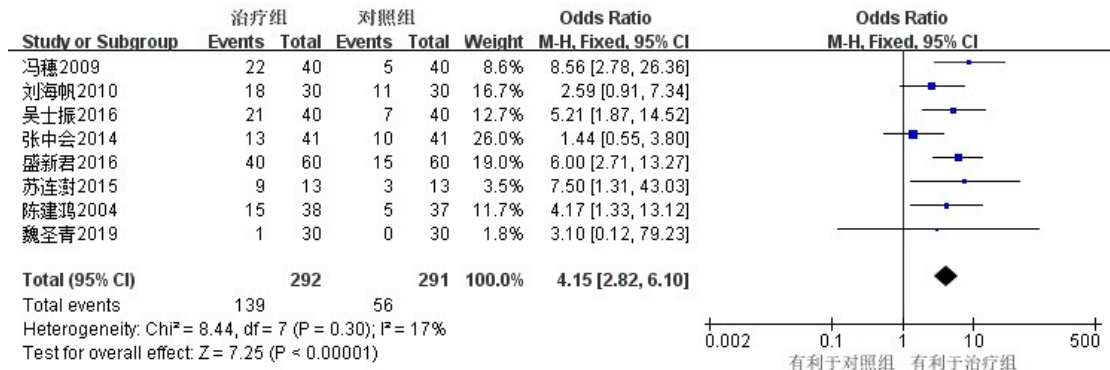 治疗组 对照组 Odds Ratio Odds Ratio
Study or Subgroup Events Total Events Total Weight M-H, Fixed, 95% CI M-H, Fixed, 95% CI
冯穗2009 22 40 5 40 8.6% 8.56 [2.78, 26.36]
刘海帆2010 18 30 11 30 16.7% 2.59 [0.91, 7.34]
吴士振2016 21 40 7 40 12.7% 5.21 [1.87, 14.52]
张中会2014 13 41 10 41 26.0% 1.44 [0.55, 3.80]
盛新君2016 40 60 15 60 19.0% 6.00 [2.71, 13.27]
苏连澍2015 9 13 3 13 3.5% 7.50 [1.31, 43.03]
陈建鸿2004 15 38 5 37 11.7% 4.17 [1.33, 13.12]
魏圣青2019 1 30 0 30 1.8% 3.10 [0.12, 79.23]
Total (95% CI) 292 291 100.0% 4.15 [2.82, 6.10]
Total events 139 56
Heterogeneity: Chi² = 8.44, df = 7 (P = 0.30); I² = 17%
Test for overall effect: Z = 7.25 (P < 0.00001)
0.002 0.1 1 10 500
有利于对照组 有利于治疗组